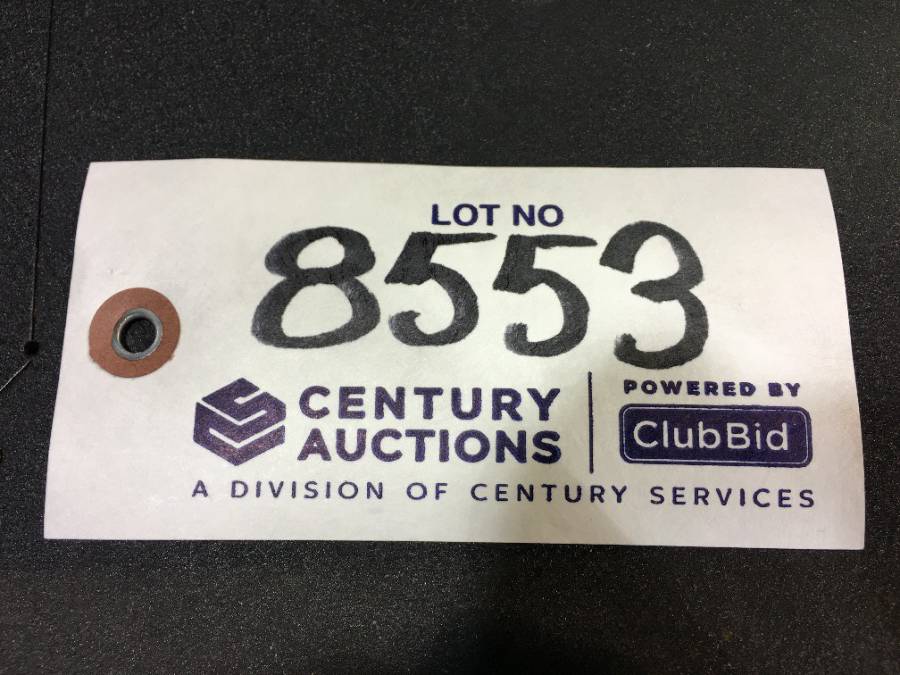 LOT NO
8553
CENTURY
AUCTIONS
POWERED BY
ClubBid
A DIVISION OF CENTURY SERVICES